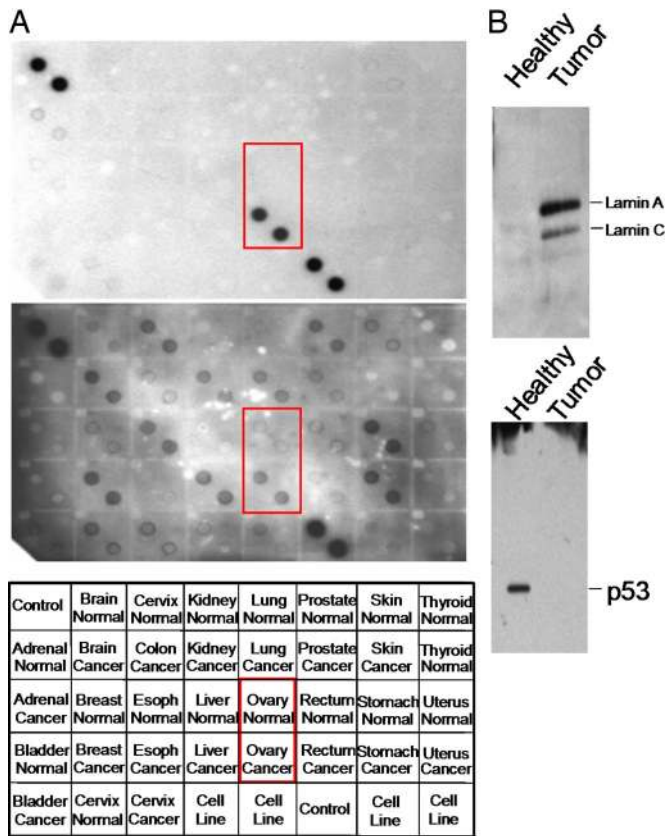 A
B
Healthy
Tumor
Lamin A
Lamin C
Healthy
Tumor
p53
Control
Brain
Normal
Cervix
Normal
Kidney
Normal
Lung
Normal
Prostate
Normal
Skin
Normal
Thyroid
Normal
Adrenal
Normal
Brain
Cancer
Colon
Cancer
Kidney
Cancer
Lung
Cancer
Prostate
Cancer
Skin
Cancer
Thyroid
Normal
Adrenal
Cancer
Breast
Normal
Esoph
Normal
Liver
Normal
Ovary
Normal
Recturn
Normal
Stomach
Normal
Uterus
Normal
Bladder
Normal
Breast
Cancer
Esoph
Cancer
Liver
Cancer
Ovary
Cancer
Recturn
Cancer
Stomach
Cancer
Uterus
Cancer
Bladder
Cancer
Cervix
Normal
Cervix
Cancer
Cell
Line
Cell
Line
Control
Cell
Line
Cell
Line